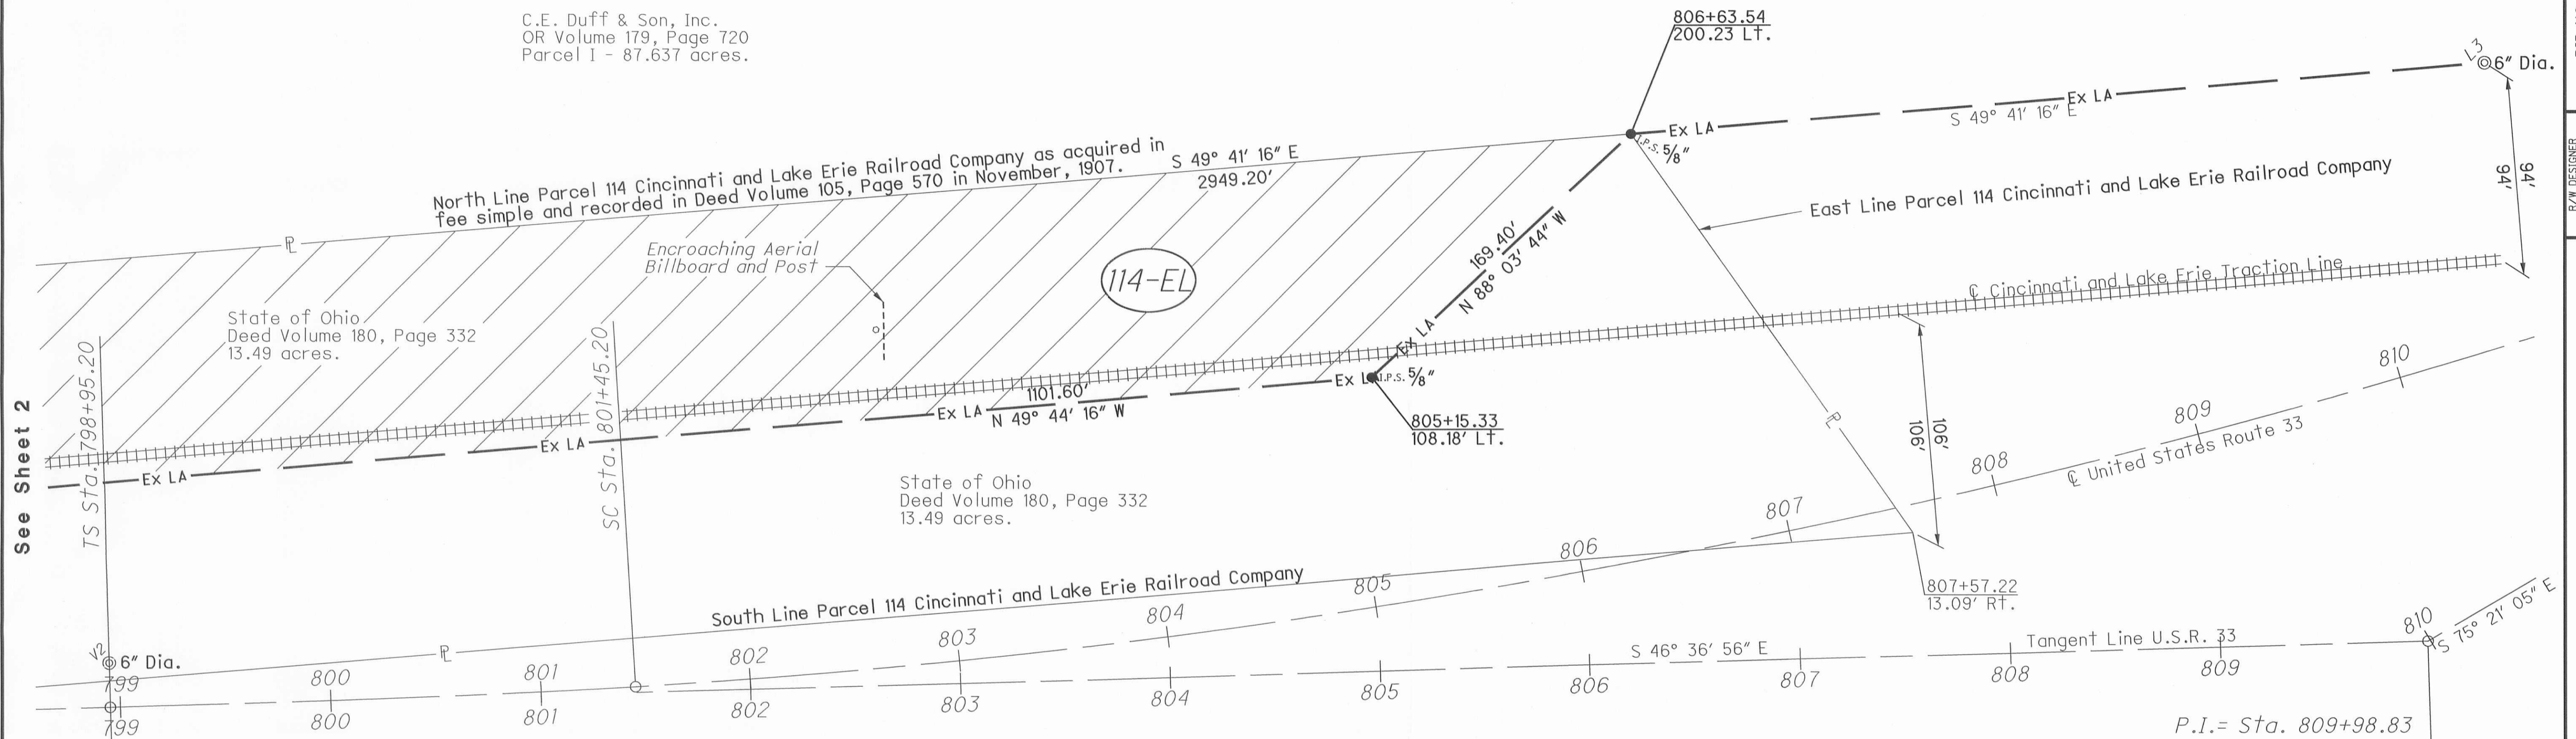 C.E. Duff & Son, Inc.
OR Volume 179, Page 720
Parcel I - 87.637 acres.
806+63.54
200.23 Lt.
L3
6" Dia.
Ex LA
Ex LA
S 49° 41' 16" E
I.P.S. 5/8"
94'
94'
R/W DESIGNER
North Line Parcel 114 Cincinnati and Lake Erie Railroad Company as acquired in
fee simple and recorded in Deed Volume 105, Page 570 in November, 1907.
S 49° 41' 16" E
2949.20'
East Line Parcel 114 Cincinnati and Lake Erie Railroad Company
PL
Encroaching Aerial
Billboard and Post
114-EL
169.40'
N 88° 03' 44" W
Ex LA
CL Cincinnati and Lake Erie Traction Line
State of Ohio
Deed Volume 180, Page 332
13.49 acres.
TS Sta. 798+95.20
SC Sta. 801+45.20
See Sheet 2
Ex LA
Ex LA
Ex LA
1101.60'
N 49° 44' 16" W
Ex LA
I.P.S. 5/8"
805+15.33
108.18' Lt.
PL
106'
106'
810
809
808
807
806
805
804
803
802
801
800
799
CL United States Route 33
State of Ohio
Deed Volume 180, Page 332
13.49 acres.
South Line Parcel 114 Cincinnati and Lake Erie Railroad Company
807+57.22
13.09' Rt.
PL
V2
6" Dia.
S 46° 36' 56" E
Tangent Line U.S.R. 33
810
S 75° 21' 05" E
799
800
801
802
803
804
805
806
807
808
809
P.I.= Sta. 809+98.83